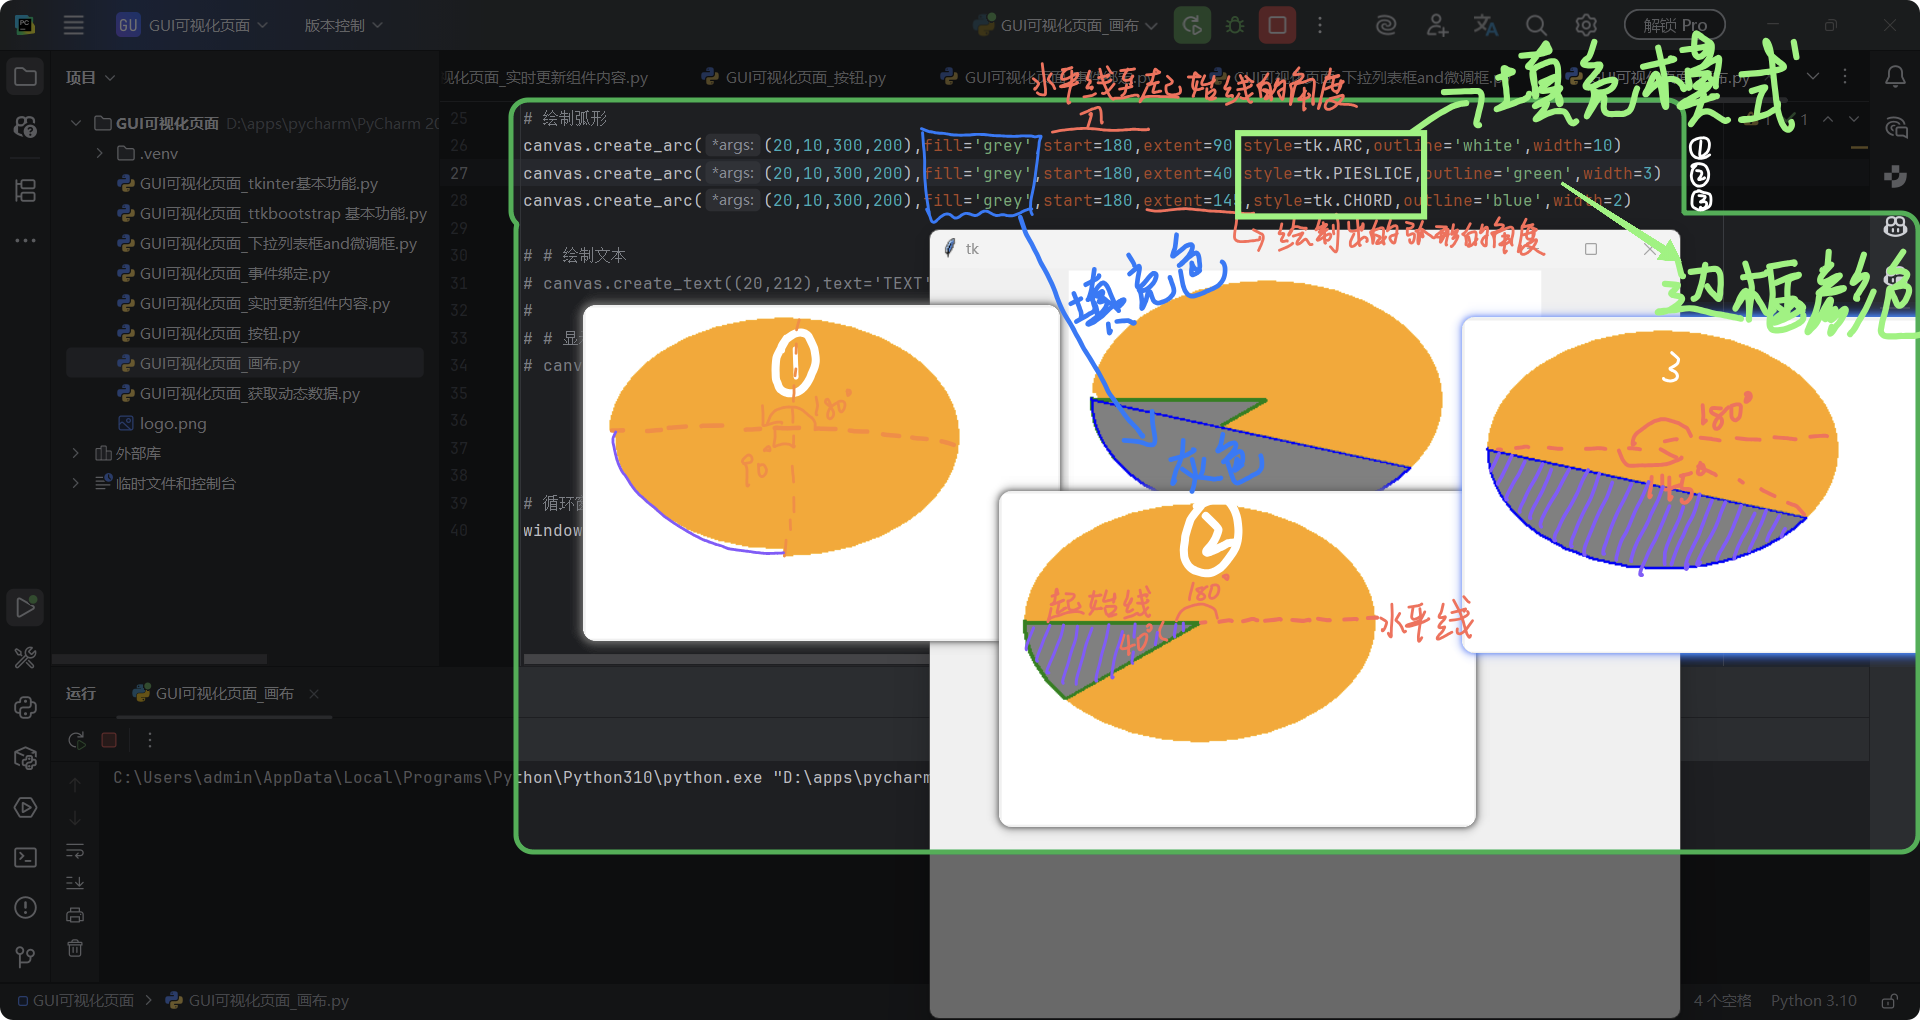 GU GUI可视化页面
版本控制
GUI可视化页面_画布
解锁 Pro
项目
视化页面_实时更新组件内容.py
GUI可视化页面_按钮.py
GUI可视化页面_下拉列表框and微调框.py
水平线至起始线的角度
填充模式
GUI可视化页面 D:\apps\pycharm\PyCharm 20
.venv
GUI可视化页面_tkinter基本功能.py
GUI可视化页面_ttkbootstrap 基本功能.py
GUI可视化页面_下拉列表框and微调框.py
GUI可视化页面_事件绑定.py
GUI可视化页面_实时更新组件内容.py
GUI可视化页面_按钮.py
GUI可视化页面_画布.py
GUI可视化页面_获取动态数据.py
logo.png
外部库
临时文件和控制台
25 # 绘制弧形
26 canvas.create_arc( *args: (20,10,300,200),fill='grey',start=180,extent=90,style=tk.ARC,outline='white',width=10) ①
27 canvas.create_arc( *args: (20,10,300,200),fill='grey',start=180,extent=40,style=tk.PIESLICE,outline='green',width=3) ②
28 canvas.create_arc( *args: (20,10,300,200),fill='grey',start=180,extent=145,style=tk.CHORD,outline='blue',width=2) ③
29
30 # # 绘制文本
31 # canvas.create_text((20,212),text='TEXT'
32 #
33 # # 显
34 # canv
35
36
37
38
39 # 循环
40 window
绘制出的弧形的角度
tk
填充色
灰色
边框颜色
①
180°
90°
②
180°
起始线
40°
水平线
3
180°
145°
运行
GUI可视化页面_画布
C:\Users\admin\AppData\Local\Programs\Python\Python310\python.exe "D:\apps\pycharm
GUI可视化页面
GUI可视化页面_画布.py
4 个空格
Python 3.10